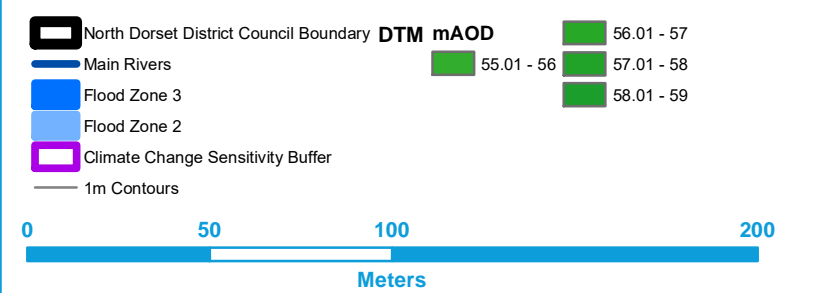 North Dorset District Council Boundary
Main Rivers
Flood Zone 3
Flood Zone 2
Climate Change Sensitivity Buffer
1m Contours
DTM mAOD
55.01 - 56
56.01 - 57
57.01 - 58
58.01 - 59
0 50 100 200
Meters